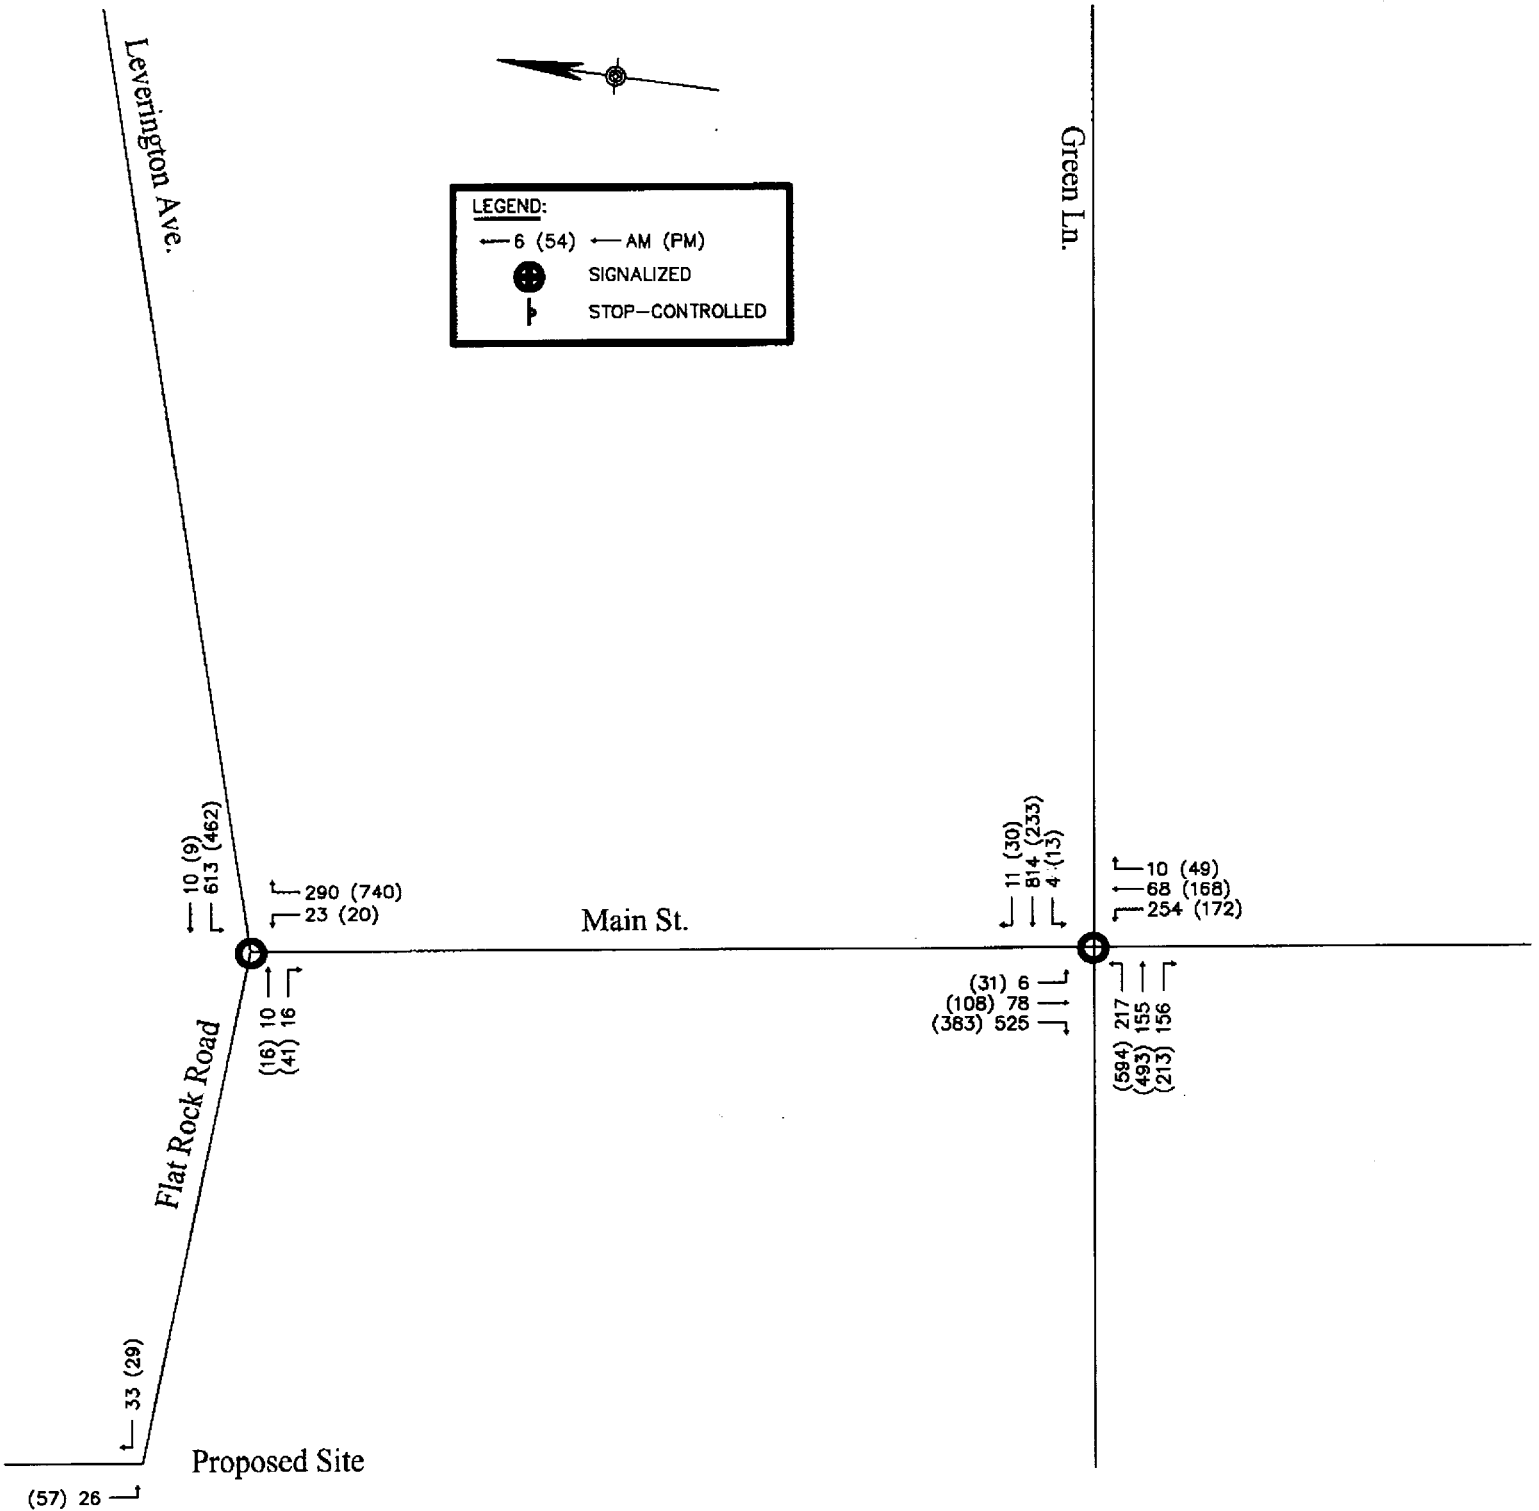 Leverington Ave.
Green Ln.
LEGEND:
6 (54) AM (PM)
SIGNALIZED
STOP-CONTROLLED
10 (9)
613 (462)
290 (740)
23 (20)
Main St.
11 (30)
814 (233)
4 (13)
10 (49)
68 (168)
254 (172)
(16) 10
(41) 16
(31) 6
(108) 78
(383) 525
(594) 217
(493) 155
(213) 156
Flat Rock Road
33 (29)
Proposed Site
(57) 26